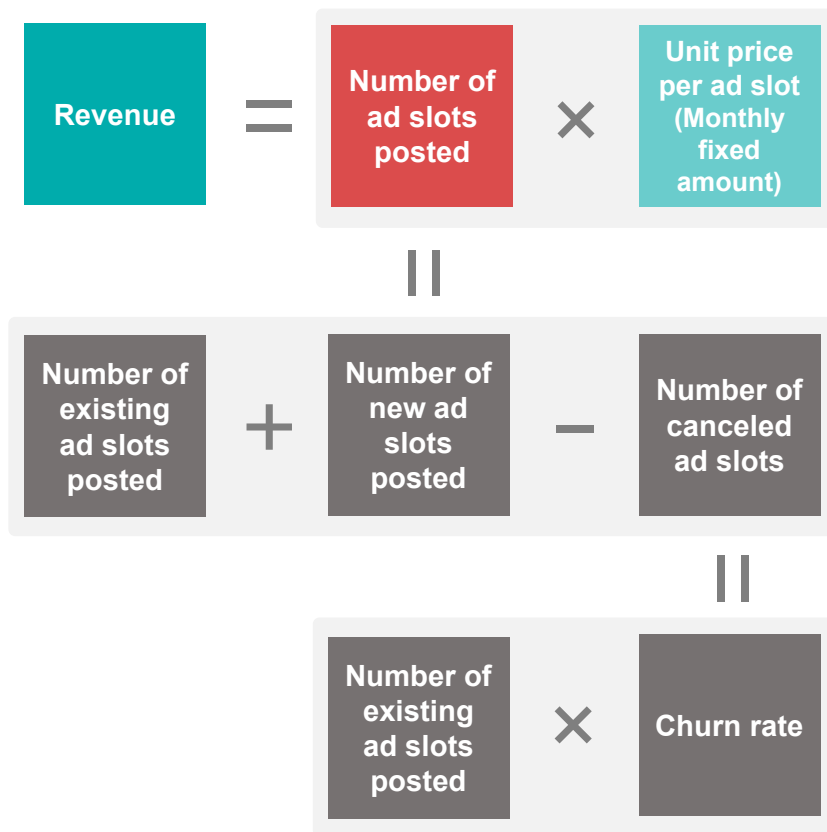 Revenue
=
Number of
ad slots
posted
×
Unit price
per ad slot
(Monthly
fixed
amount)
=
Number of
existing
ad slots
posted
+
Number of
new ad
slots
posted
−
Number of
canceled
ad slots
=
Number of
existing
ad slots
posted
×
Churn rate